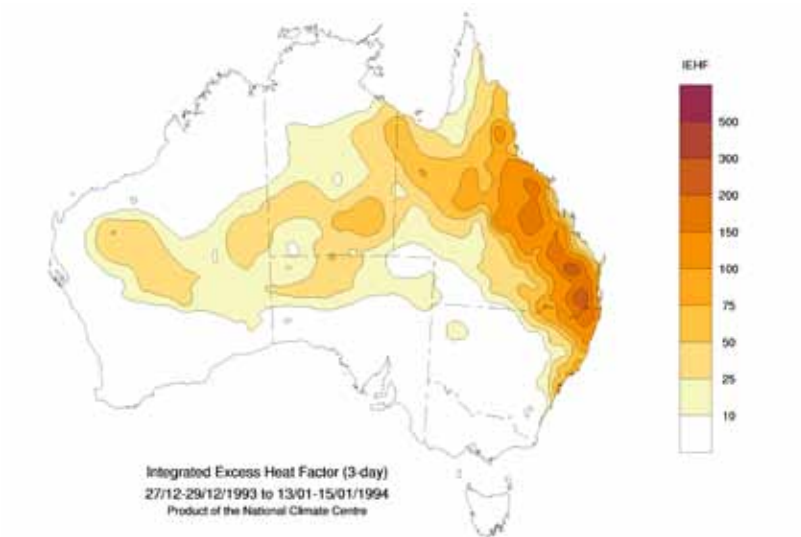 IEHF
500
300
200
150
100
75
50
25
10
Integrated Excess Heat Factor (3-day)
27/12-29/12/1993 to 13/01-15/01/1994
Product of the National Climate Centre